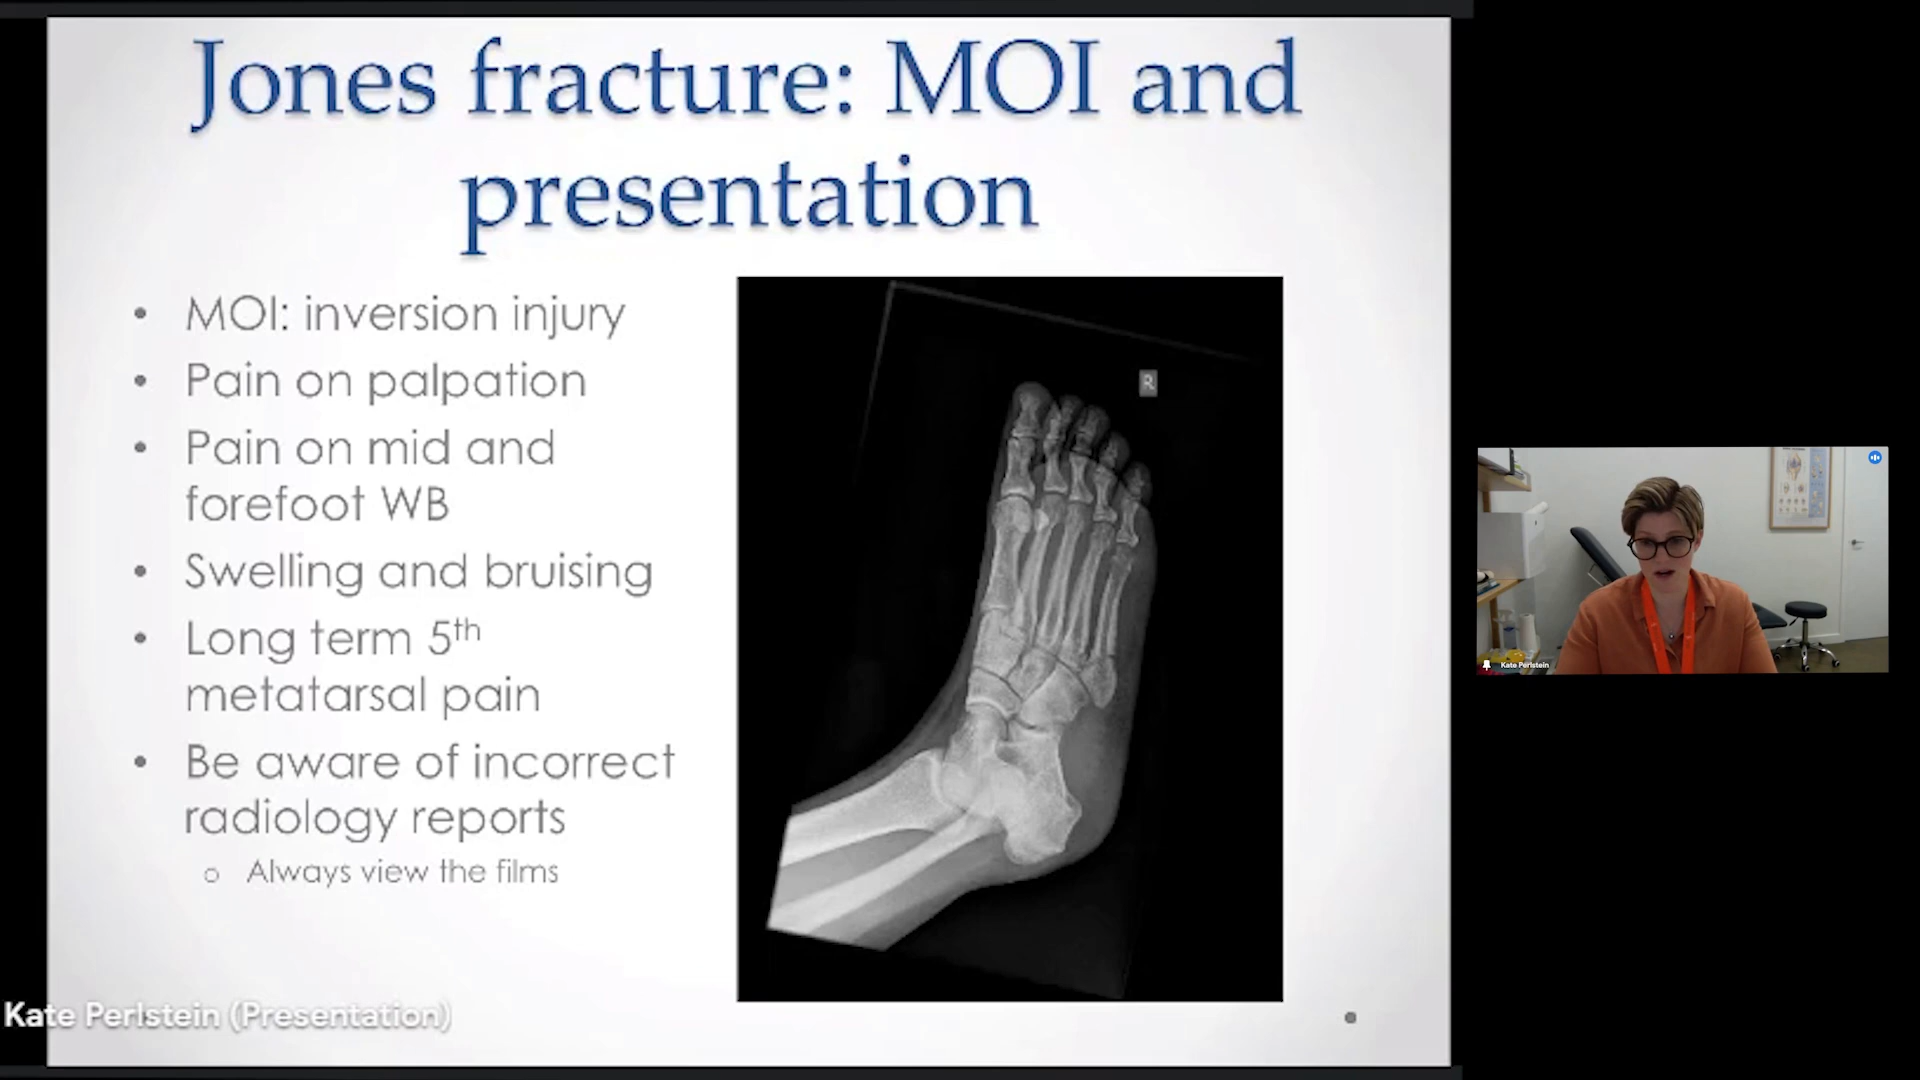 Jones fracture: MOI and
presentation
• MOI: inversion injury
• Pain on palpation
• Pain on mid and
forefoot WB
• Swelling and bruising
• Long term 5th
metatarsal pain
• Be aware of incorrect
radiology reports
o Always view the films
R
Kate Perlstein
Kate Perlstein (Presentation)